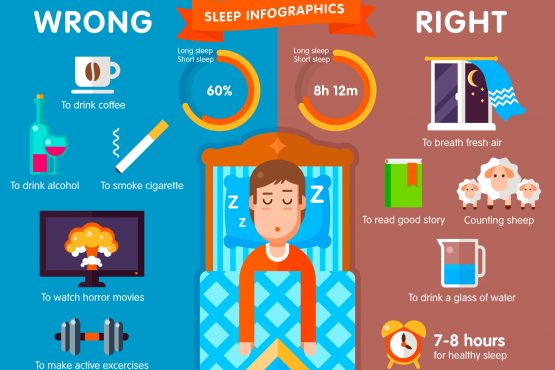 SLEEP INFOGRAPHICS
WRONG
RIGHT
Long sleep
Short sleep
60%
Long sleep
Short sleep
8h 12m
To drink coffee
To drink alcohol
To smoke cigarette
To watch horror movies
To make active excercises
Z
Z
Z
Z
To breath fresh air
To read good story
Counting sheep
To drink a glass of water
7-8 hours
for healthy sleep